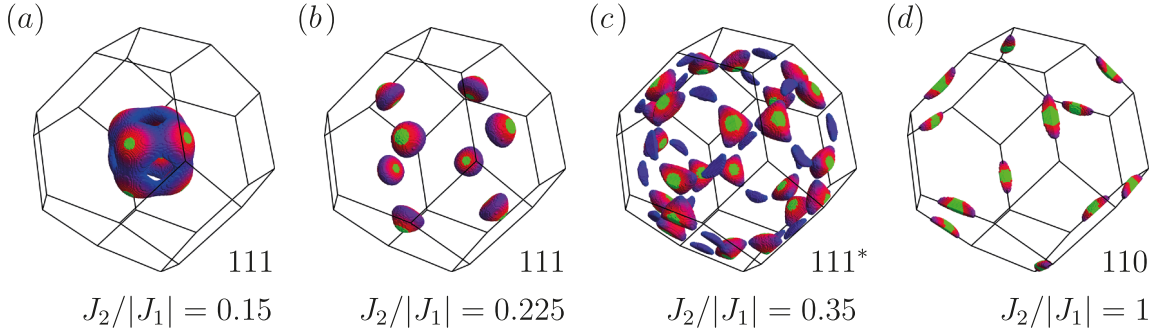 (a) (b) (c) (d)
111 111 111* 110
J₂/|J₁| = 0.15 J₂/|J₁| = 0.225 J₂/|J₁| = 0.35 J₂/|J₁| = 1